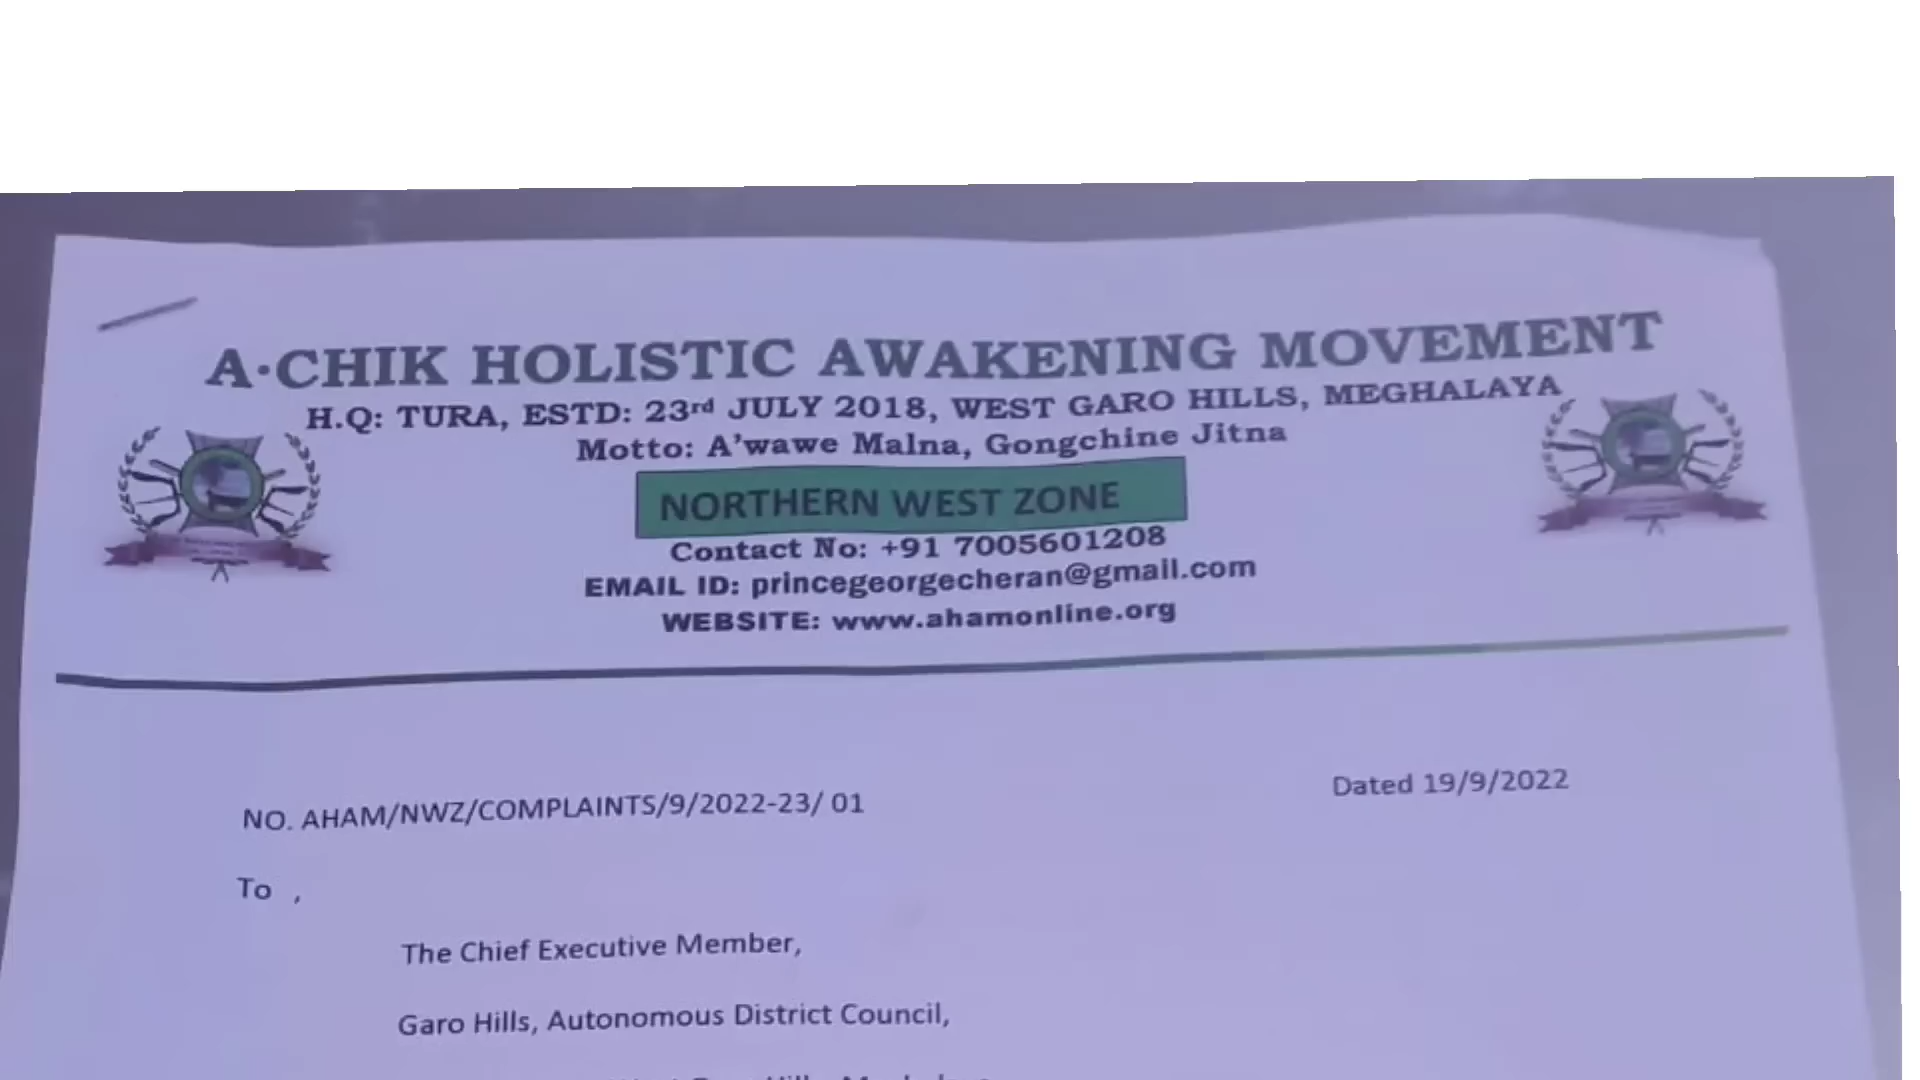 A·CHIK HOLISTIC AWAKENING MOVEMENT
H.Q: TURA, ESTD: 23rd JULY 2018, WEST GARO HILLS, MEGHALAYA
Motto: A'wawe Malna, Gongchine Jitna
NORTHERN WEST ZONE
Contact No: +91 7005601208
EMAIL ID: princegeorgecheran@gmail.com
WEBSITE: www.ahamonline.org
NO. AHAM/NWZ/COMPLAINTS/9/2022-23/ 01
Dated 19/9/2022
To ,
The Chief Executive Member,
Garo Hills, Autonomous District Council,